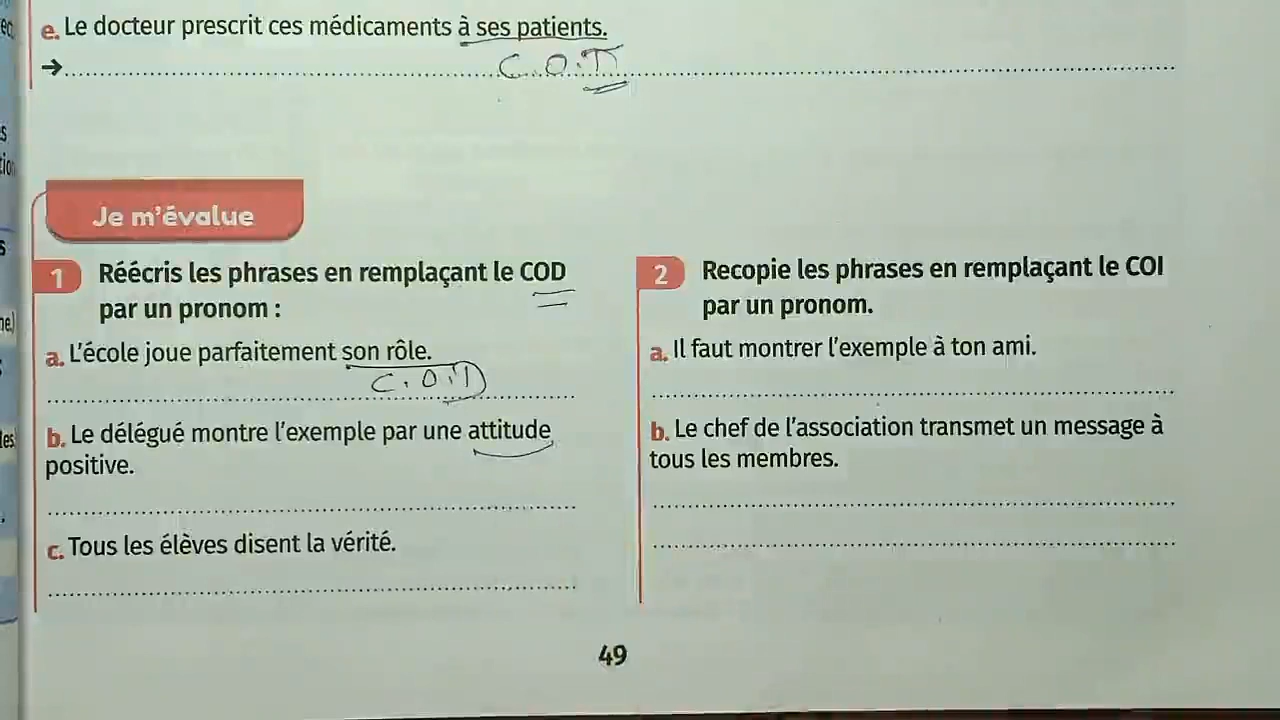 e. Le docteur prescrit ces médicaments à ses patients.
→ C.O.I
Je m'évalue
1 Réécris les phrases en remplaçant le COD
par un pronom :
a. L'école joue parfaitement son rôle.
C.O.D
b. Le délégué montre l'exemple par une attitude
positive.
c. Tous les élèves disent la vérité.
2 Recopie les phrases en remplaçant le COI
par un pronom.
a. Il faut montrer l'exemple à ton ami.
b. Le chef de l'association transmet un message à
tous les membres.
49